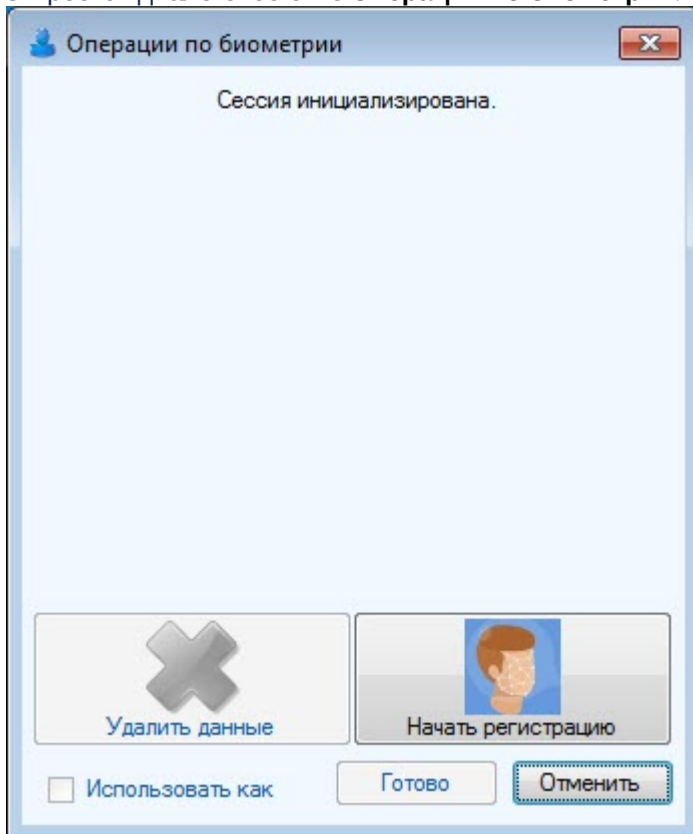 Операции по биометрии
Сессия инициализирована.
Удалить данные
Начать регистрацию
Использовать как
Готово
Отменить